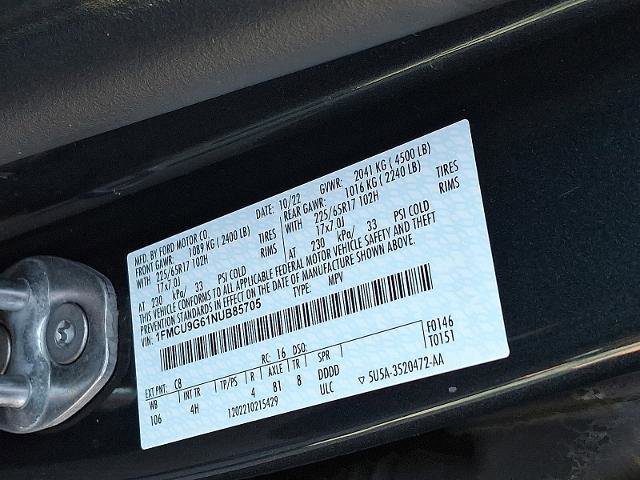 MFD. BY FORD MOTOR CO.
DATE: 10/22 GVWR: 2041 KG ( 4500 LB)
FRONT GAWR: 1089 KG ( 2400 LB) REAR GAWR: 1016 KG ( 2240 LB)
WITH 225/65R17 102H TIRES WITH 225/65R17 102H TIRES
17x7.0J RIMS 17x7.0J RIMS
AT 230 kPa/ 33 PSI COLD AT 230 kPa/ 33 PSI COLD
THIS VEHICLE CONFORMS TO ALL APPLICABLE FEDERAL MOTOR VEHICLE SAFETY AND THEFT
PREVENTION STANDARDS IN EFFECT ON THE DATE OF MANUFACTURE SHOWN ABOVE.
VIN: 1FMCU9G61NUB85705 TYPE: MPV
F0146
T0151
EXT PNT: C8 RC: 16 DSO:
WB INT TR TP/PS R AXLE TR SPR
106 4H 4 81 8 DDDD
1202210215429 ULC ▽ 5U5A-3520472-AA